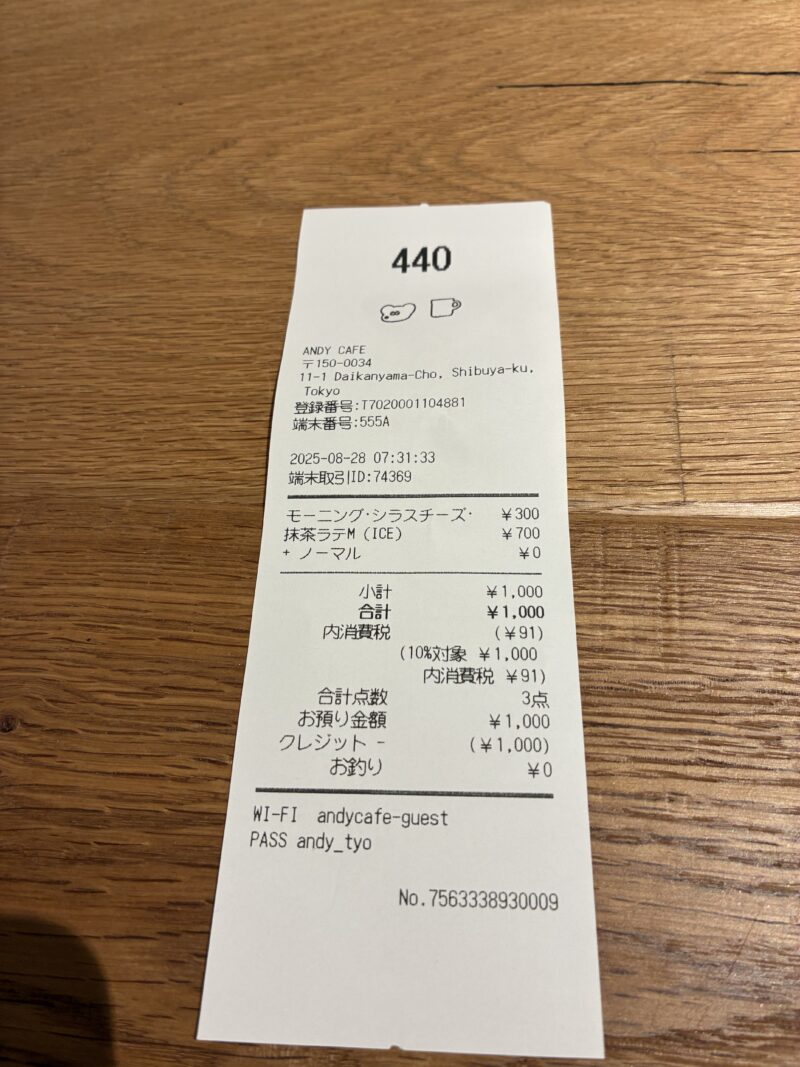 440
ANDY CAFE
〒150-0034
11-1 Daikanyama-Cho, Shibuya-ku,
Tokyo
登録番号:T7020001104881
端末番号:555A
2025-08-28 07:31:33
端末取引ID:74369
モーニング・シラスチーズ・ ¥300
抹茶ラテM (ICE) ¥700
+ ノーマル ¥0
小計 ¥1,000
合計 ¥1,000
内消費税 (¥91)
(10%対象 ¥1,000
内消費税 ¥91)
合計点数 3点
お預り金額 ¥1,000
クレジット - (¥1,000)
お釣り ¥0
WI-FI andycafe-guest
PASS andy_tyo
No.7563338930009